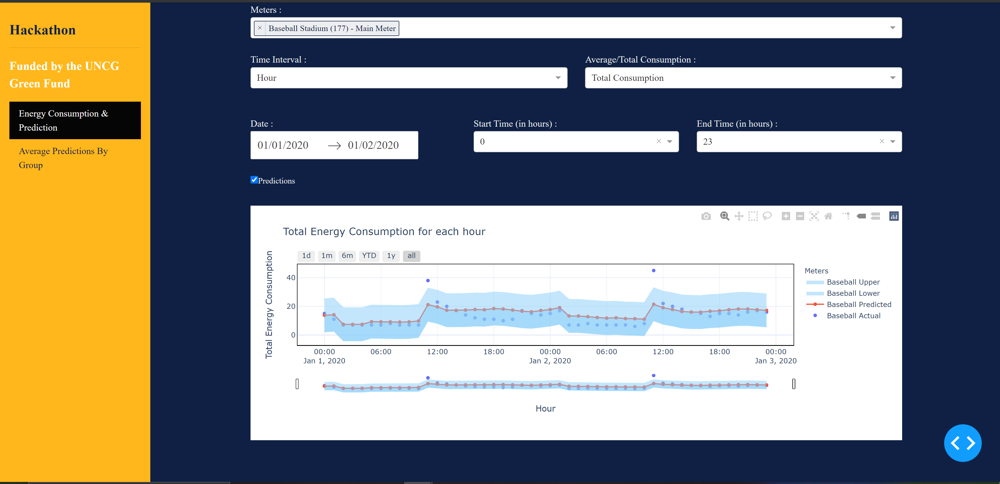 Hackathon
Funded by the UNCG
Green Fund
Energy Consumption &
Prediction
Average Predictions By
Group
Meters :
× Baseball Stadium (177) - Main Meter
Time Interval :
Average/Total Consumption :
Hour
Total Consumption
Date :
Start Time (in hours) :
End Time (in hours) :
01/01/2020 → 01/02/2020
0 ×
23 ×
Predictions
Total Energy Consumption for each hour
1d 1m 6m YTD 1y all
Total Energy Consumption
40
20
0
00:00 06:00 12:00 18:00 00:00 06:00 12:00 18:00 00:00
Jan 1, 2020 Jan 2, 2020 Jan 3, 2020
Hour
Meters
Baseball Upper
Baseball Lower
Baseball Predicted
Baseball Actual